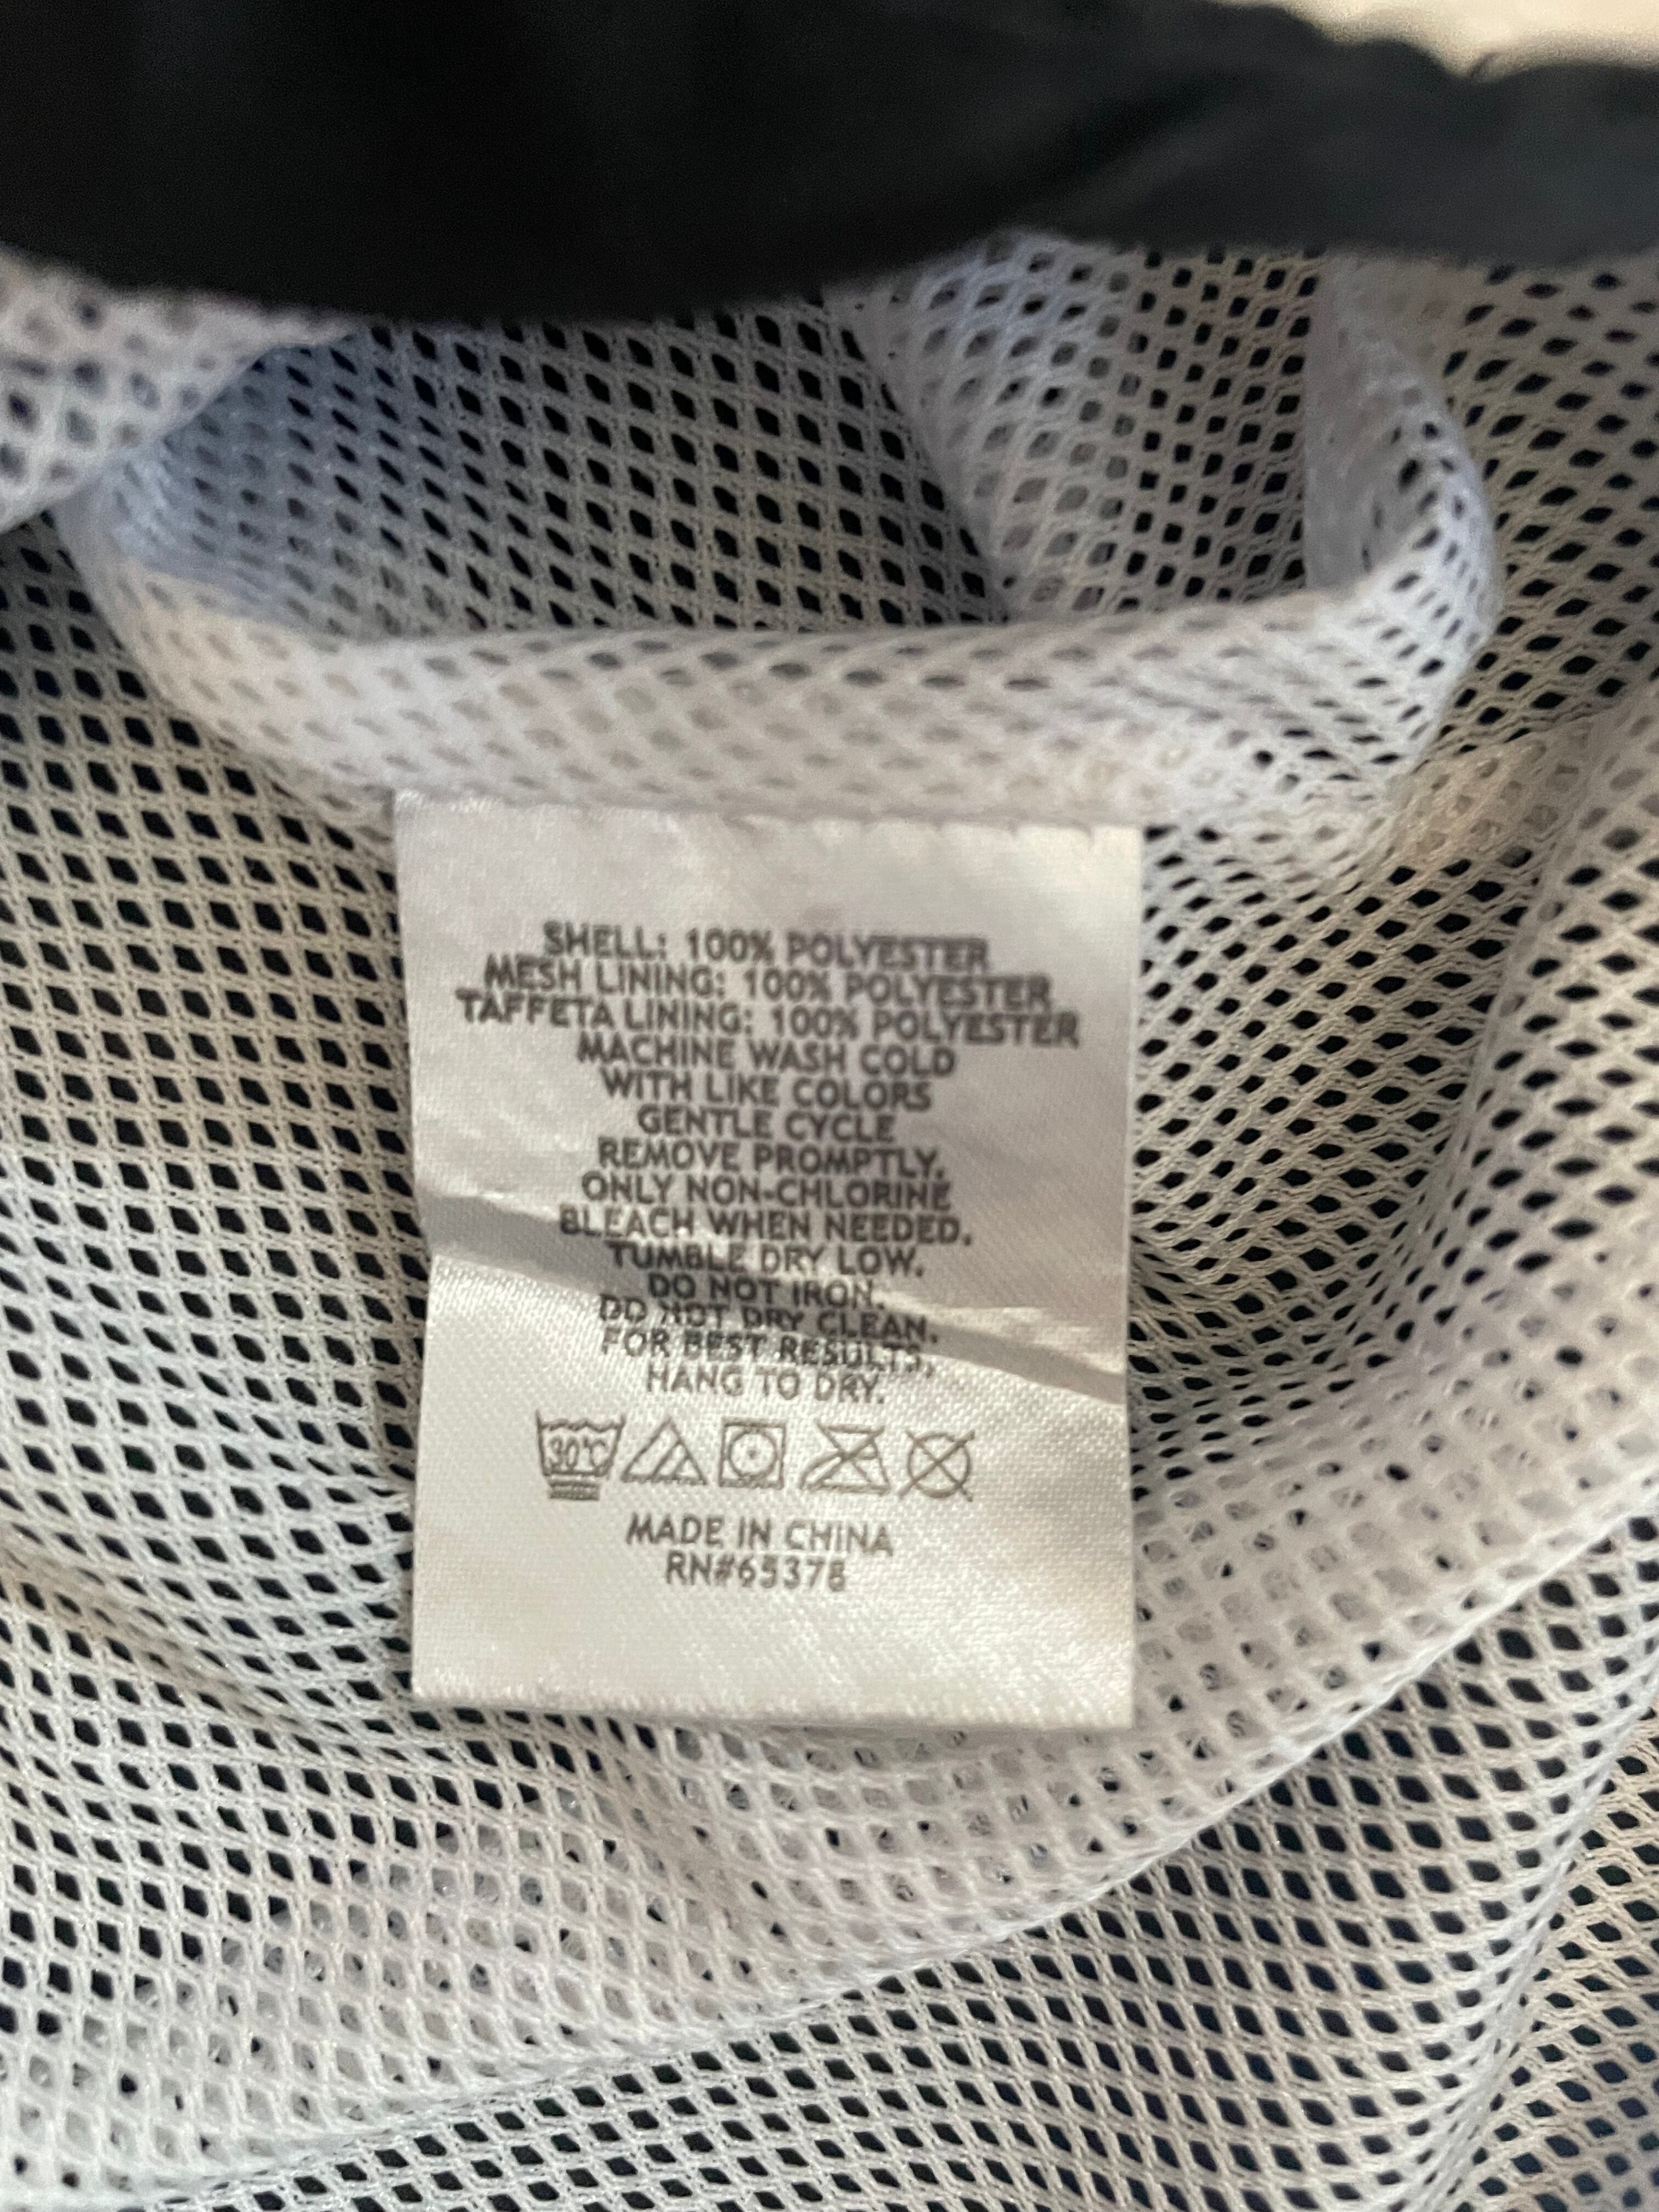 SHELL: 100% POLYESTER
MESH LINING: 100% POLYESTER
TAFFETA LINING: 100% POLYESTER
MACHINE WASH COLD
WITH LIKE COLORS
GENTLE CYCLE
REMOVE PROMPTLY.
ONLY NON-CHLORINE
BLEACH WHEN NEEDED.
TUMBLE DRY LOW.
DO NOT IRON.
DO NOT DRY CLEAN.
FOR BEST RESULTS,
HANG TO DRY.
30°C
MADE IN CHINA
RN#65378